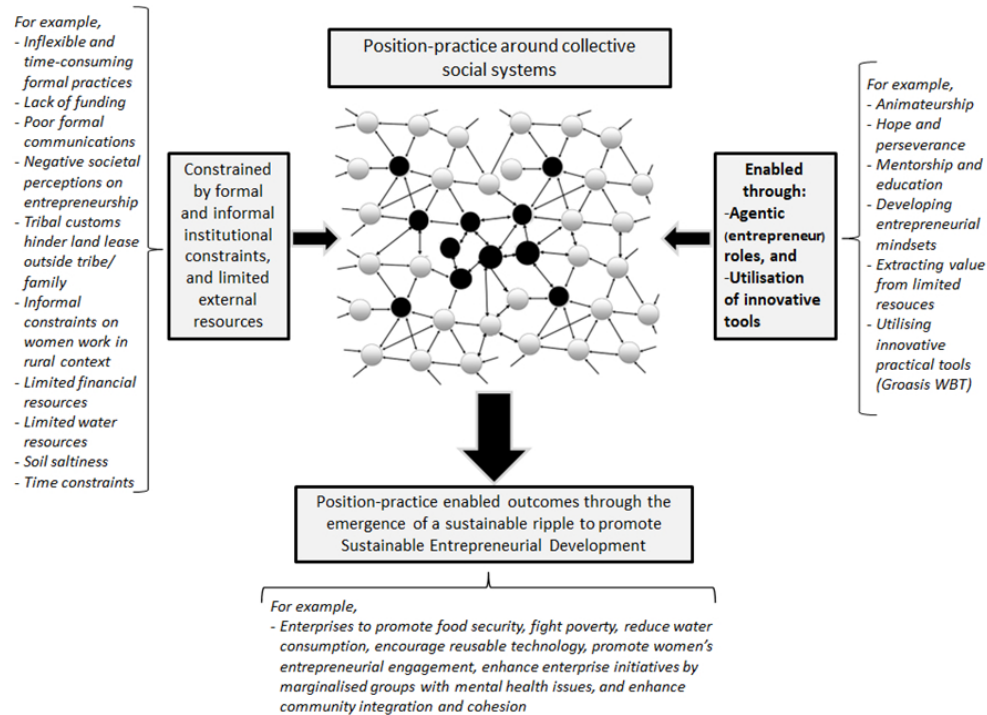 For example,
- Inflexible and
time-consuming
formal practices
- Lack of funding
- Poor formal
communications
- Negative societal
perceptions on
entrepreneurship
- Tribal customs
hinder land lease
outside tribe/
family
- Informal
constraints on
women work in
rural context
- Limited financial
resources
- Limited water
resources
- Soil saltiness
- Time constraints
Constrained
by formal
and informal
institutional
constraints,
and limited
external
resources
Position-practice around collective
social systems
Enabled
through:
-Agentic
(entrepreneur)
roles, and
-Utilisation
of innovative
tools
For example,
- Animateurship
- Hope and
perseverance
- Mentorship and
education
- Developing
entrepreneurial
mindsets
- Extracting value
from limited
resouces
- Utilising
innovative
practical tools
(Groasis WBT)
Position-practice enabled outcomes through the
emergence of a sustainable ripple to promote
Sustainable Entrepreneurial Development
For example,
- Enterprises to promote food security, fight poverty, reduce water
consumption, encourage reusable technology, promote women's
entrepreneurial engagement, enhance enterprise initiatives by
marginalised groups with mental health issues, and enhance
community integration and cohesion